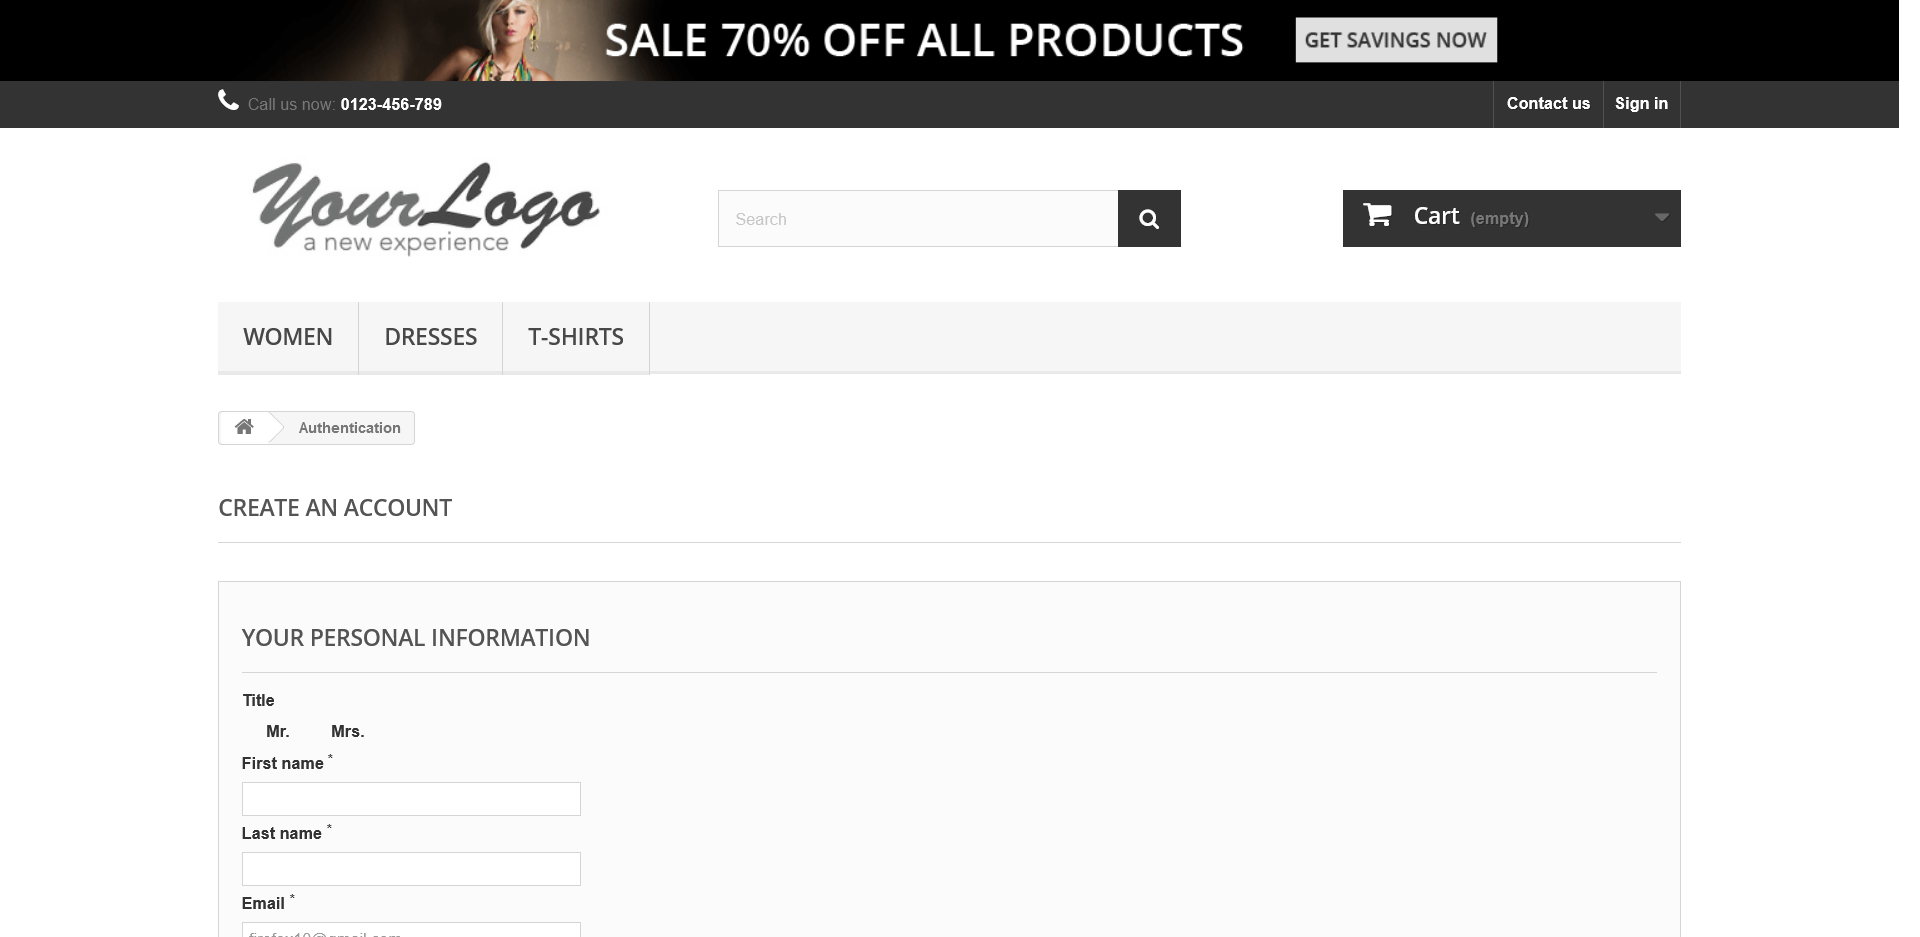 SALE 70% OFF ALL PRODUCTS GET SAVINGS NOW
Call us now: 0123-456-789 Contact us Sign in
Your Logo
a new experience
Search
Cart (empty)
WOMEN DRESSES T-SHIRTS
Authentication
CREATE AN ACCOUNT
YOUR PERSONAL INFORMATION
Title
Mr. Mrs.
First name *
Last name *
Email *